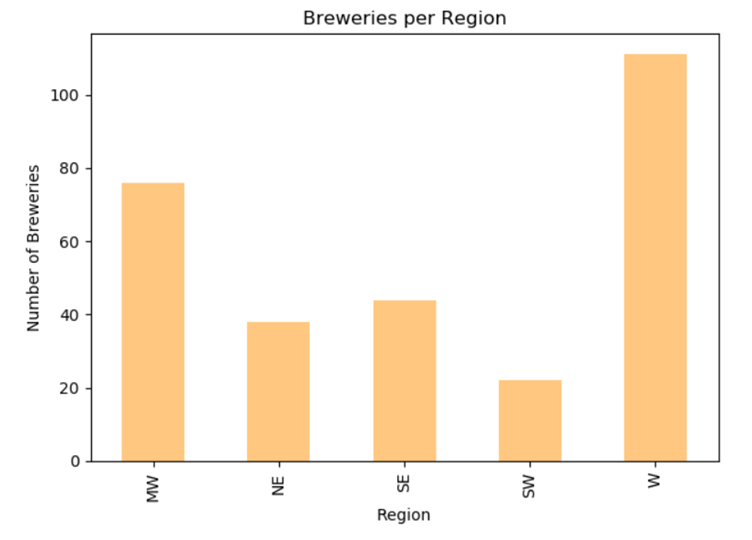 Breweries per Region
Number of Breweries
100
80
60
40
20
0
MW
NE
SE
SW
W
Region